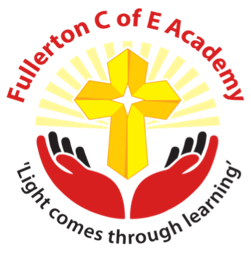 Fullerton C of E Academy
'Light comes through learning'